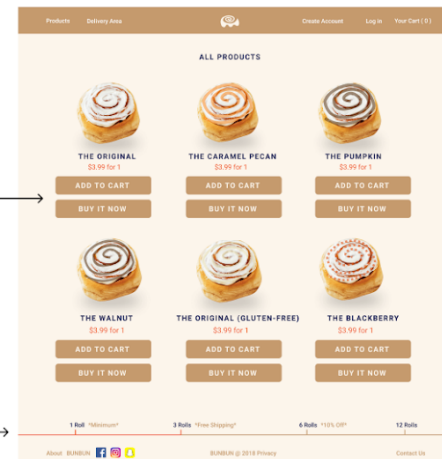 Products Delivery Area Create Account Log in Your Cart ( 0 )
ALL PRODUCTS
THE ORIGINAL THE CARAMEL PECAN THE PUMPKIN
$3.99 for 1 $3.99 for 1 $3.99 for 1
ADD TO CART ADD TO CART ADD TO CART
BUY IT NOW BUY IT NOW BUY IT NOW
THE WALNUT THE ORIGINAL (GLUTEN-FREE) THE BLACKBERRY
$3.99 for 1 $3.99 for 1 $3.99 for 1
ADD TO CART ADD TO CART ADD TO CART
BUY IT NOW BUY IT NOW BUY IT NOW
1 Roll *Minimum* 3 Rolls *Free Shipping* 6 Rolls *10% Off* 12 Rolls
About BUNBUN BUNBUN @ 2018 Privacy Contact Us